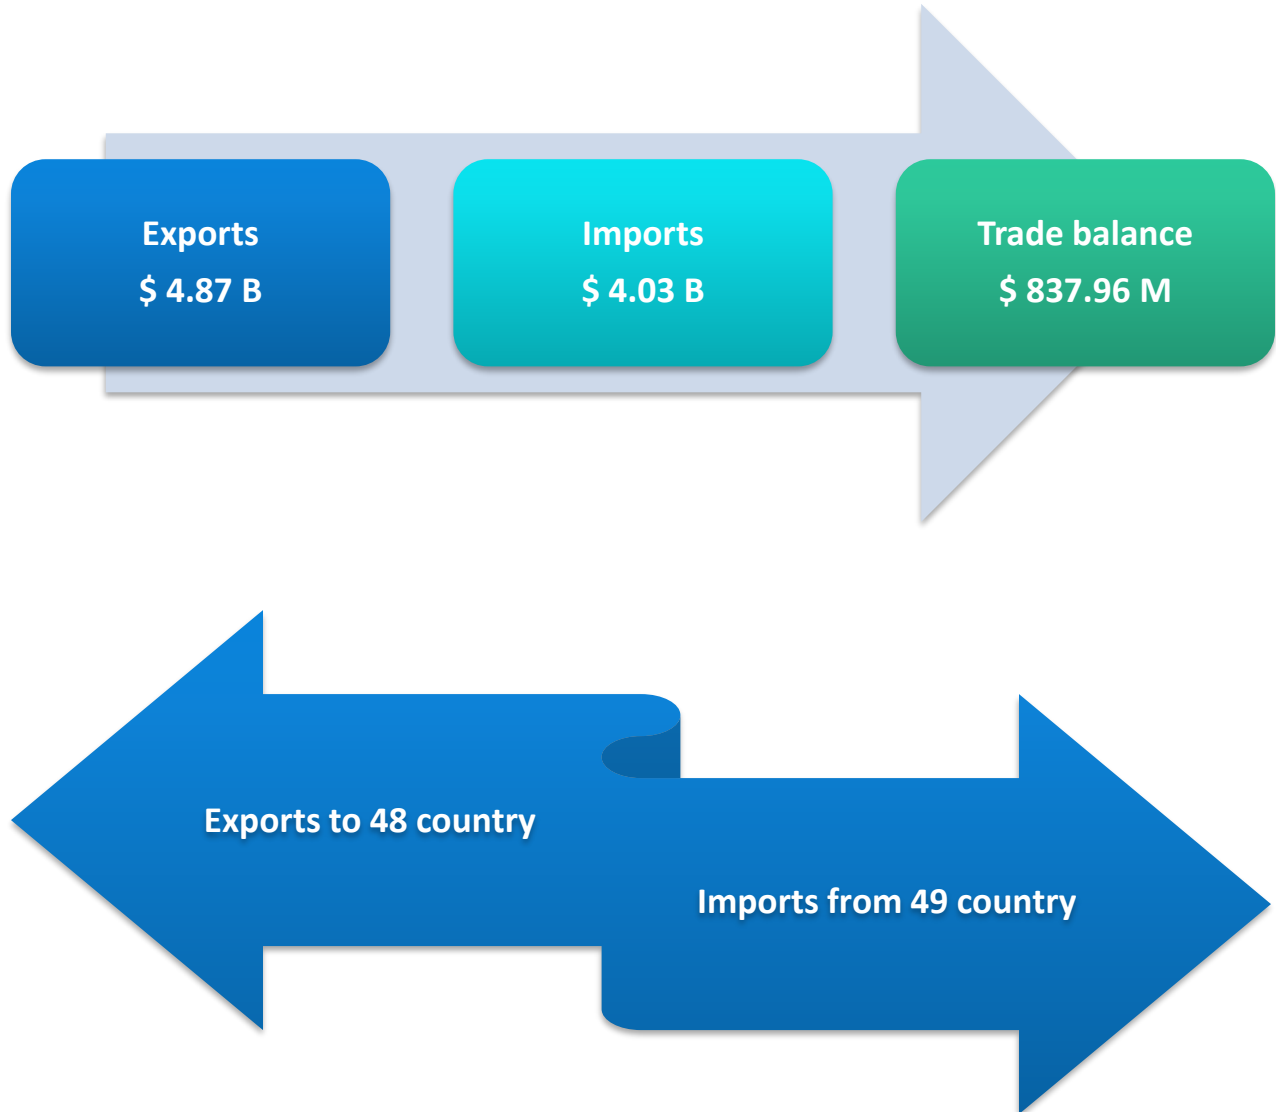 Exports
$ 4.87 B
Imports
$ 4.03 B
Trade balance
$ 837.96 M
Exports to 48 country
Imports from 49 country